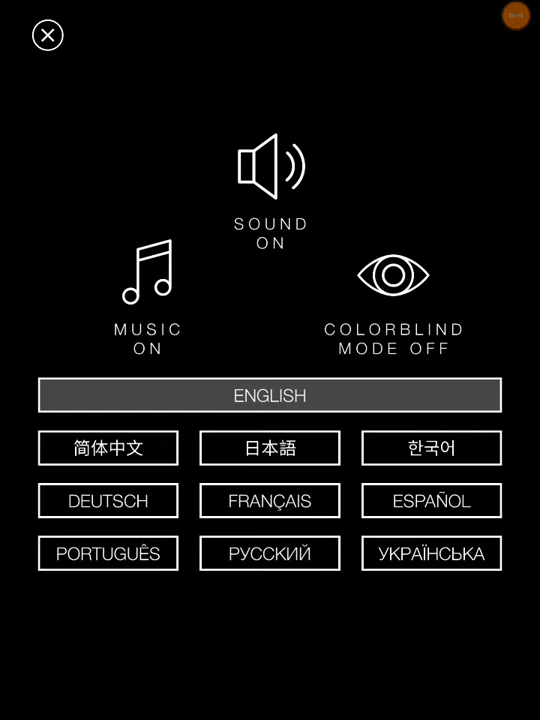 SOUND
ON
MUSIC
ON
COLORBLIND
MODE OFF
ENGLISH
简体中文
日本語
한국어
DEUTSCH
FRANÇAIS
ESPAÑOL
PORTUGUÊS
РУССКИЙ
УКРАЇНСЬКА